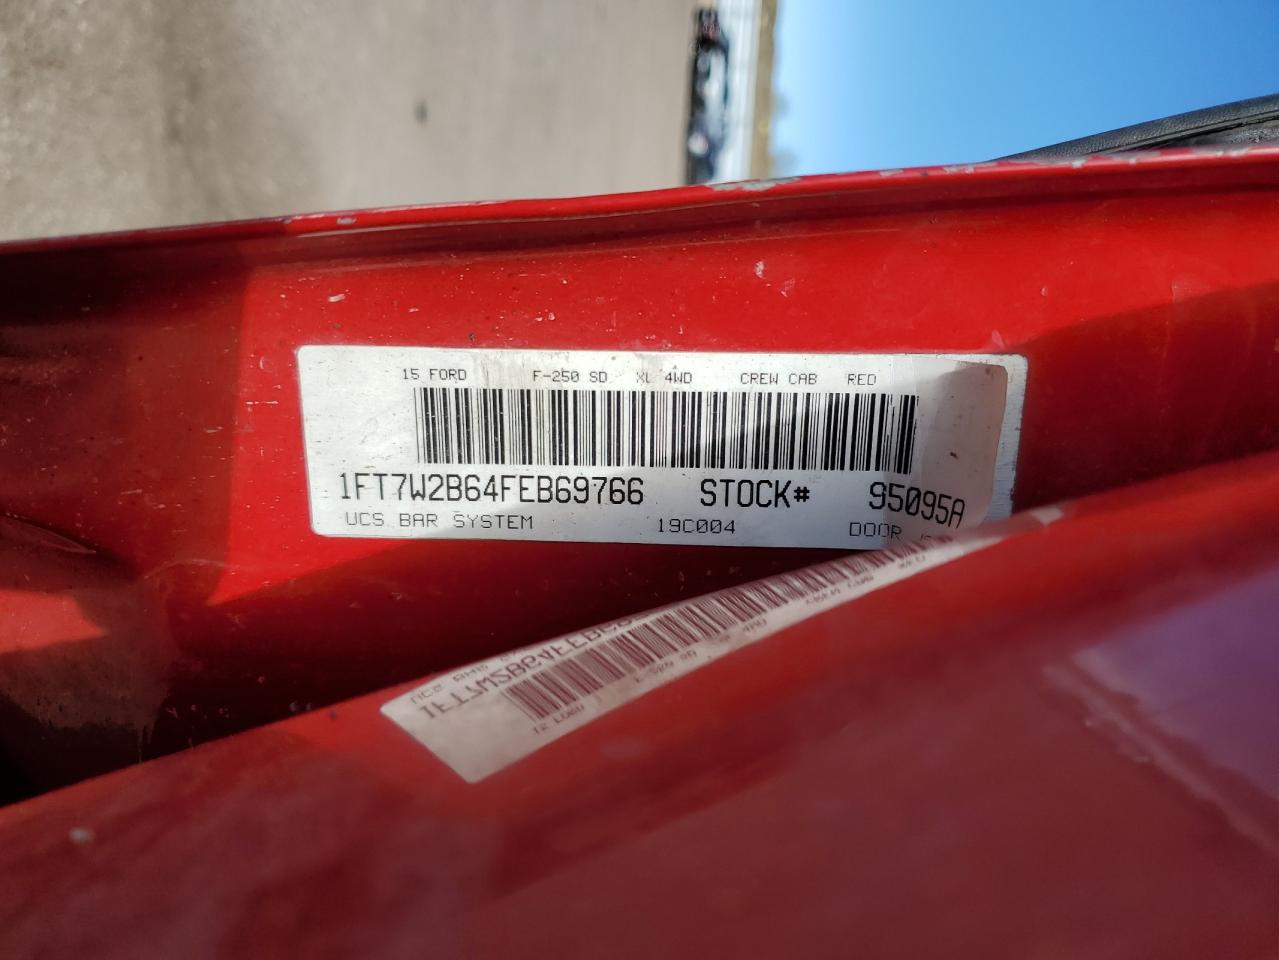 15 FORD F-250 SD XL 4WD CREW CAB RED
1FT7W2B64FEB69766 STOCK# 95095A
UCS BAR SYSTEM 19C004 DOOR